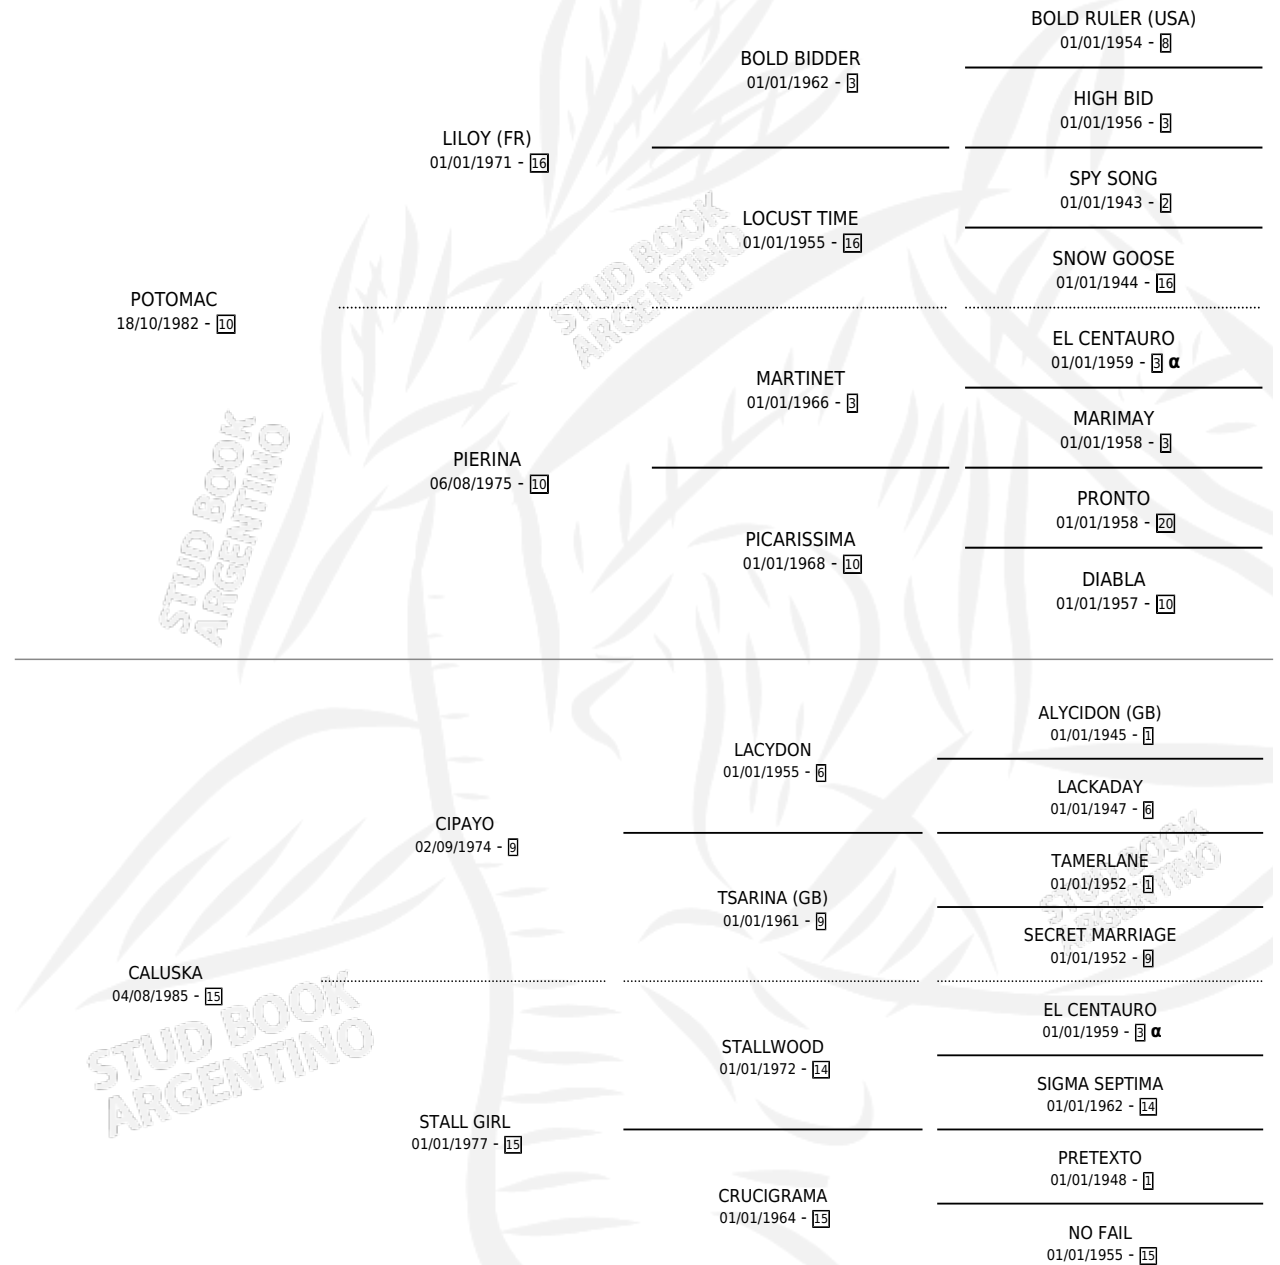 BOLD RULER (USA)
01/01/1954 - 8
BOLD BIDDER
01/01/1962 - 3
HIGH BID
01/01/1956 - 3
LILOY (FR)
01/01/1971 - 16
SPY SONG
01/01/1943 - 2
LOCUST TIME
01/01/1955 - 16
SNOW GOOSE
01/01/1944 - 16
POTOMAC
18/10/1982 - 10
EL CENTAURO
01/01/1959 - 3 α
MARTINET
01/01/1966 - 3
MARIMAY
01/01/1958 - 3
PIERINA
06/08/1975 - 10
PRONTO
01/01/1958 - 20
PICARISSIMA
01/01/1968 - 10
DIABLA
01/01/1957 - 10
ALYCIDON (GB)
01/01/1945 - 1
LACYDON
01/01/1955 - 6
LACKADAY
01/01/1947 - 6
CIPAYO
02/09/1974 - 9
TAMERLANE
01/01/1952 - 1
TSARINA (GB)
01/01/1961 - 9
SECRET MARRIAGE
01/01/1952 - 9
CALUSKA
04/08/1985 - 15
EL CENTAURO
01/01/1959 - 3 α
STALLWOOD
01/01/1972 - 14
SIGMA SEPTIMA
01/01/1962 - 14
STALL GIRL
01/01/1977 - 15
PRETEXTO
01/01/1948 - 1
CRUCIGRAMA
01/01/1964 - 15
NO FAIL
01/01/1955 - 15
STUD BOOK
ARGENTINO
STUD BOOK
ARGENTINO
STUD BOOK
ARGENTINO
STUD BOOK
ARGENTINO